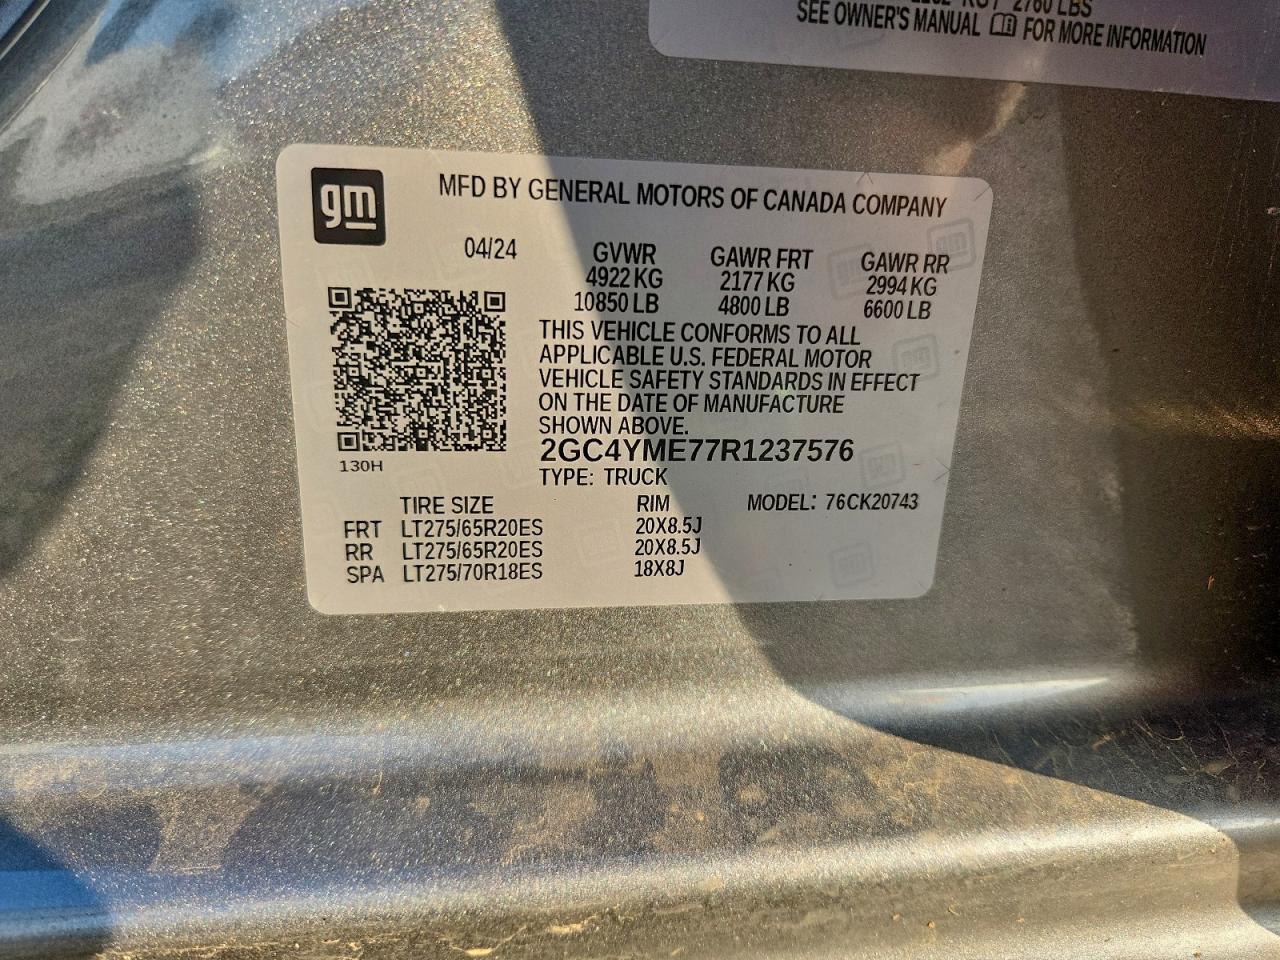 2760 LBS
SEE OWNER'S MANUAL FOR MORE INFORMATION
gm
MFD BY GENERAL MOTORS OF CANADA COMPANY
04/24 GVWR GAWR FRT GAWR RR
4922 KG 2177 KG 2994 KG
10850 LB 4800 LB 6600 LB
THIS VEHICLE CONFORMS TO ALL
APPLICABLE U.S. FEDERAL MOTOR
VEHICLE SAFETY STANDARDS IN EFFECT
ON THE DATE OF MANUFACTURE
SHOWN ABOVE.
2GC4YME77R1237576
130H
TYPE: TRUCK
TIRE SIZE RIM MODEL: 76CK20743
FRT LT275/65R20ES 20X8.5J
RR LT275/65R20ES 20X8.5J
SPA LT275/70R18ES 18X8J